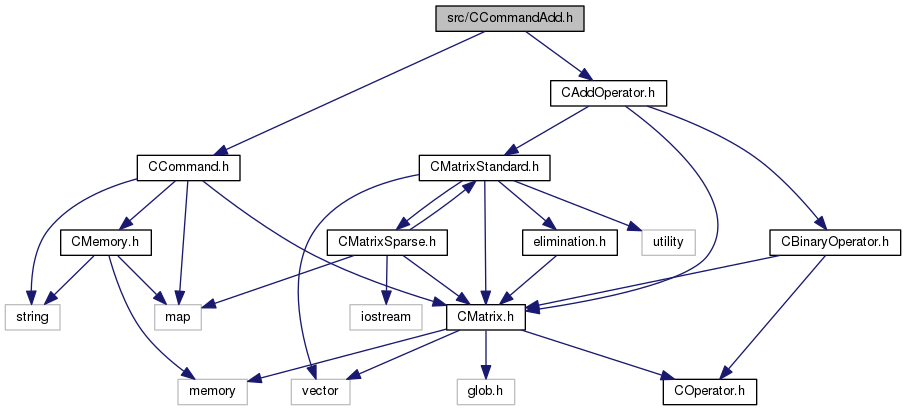 src/CCommandAdd.h
CAddOperator.h
CCommand.h
CMatrixStandard.h
CMemory.h
CMatrixSparse.h
elimination.h
utility
CBinaryOperator.h
string
map
iostream
CMatrix.h
memory
vector
glob.h
COperator.h